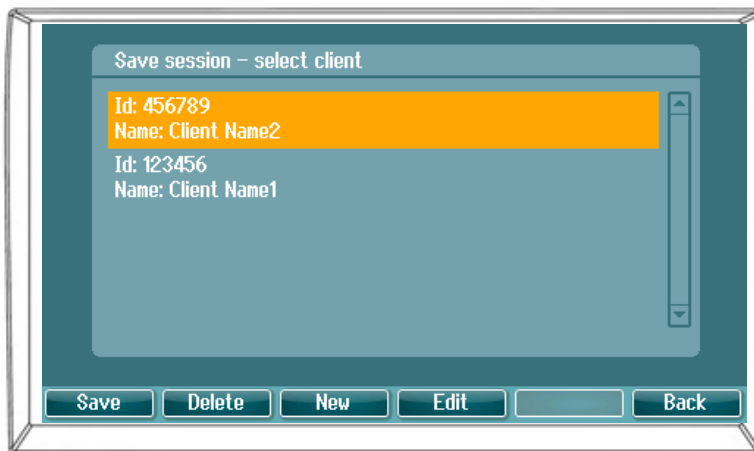 Save session – select client
Id: 456789
Name: Client Name2
Id: 123456
Name: Client Name1
Save
Delete
New
Edit
Back